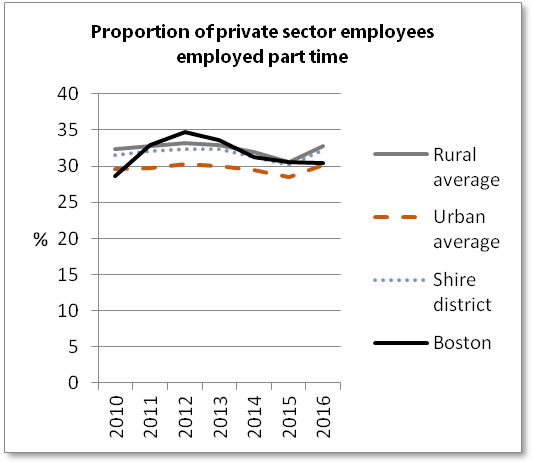 Proportion of private sector employees
employed part time
40
35
30
25
20
15
10
5
0
%
2010
2011
2012
2013
2014
2015
2016
Rural
average
Urban
average
Shire
district
Boston